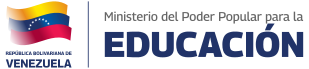 REPÚBLICA BOLIVARIANA DE
VENEZUELA
Ministerio del Poder Popular para la
EDUCACIÓN